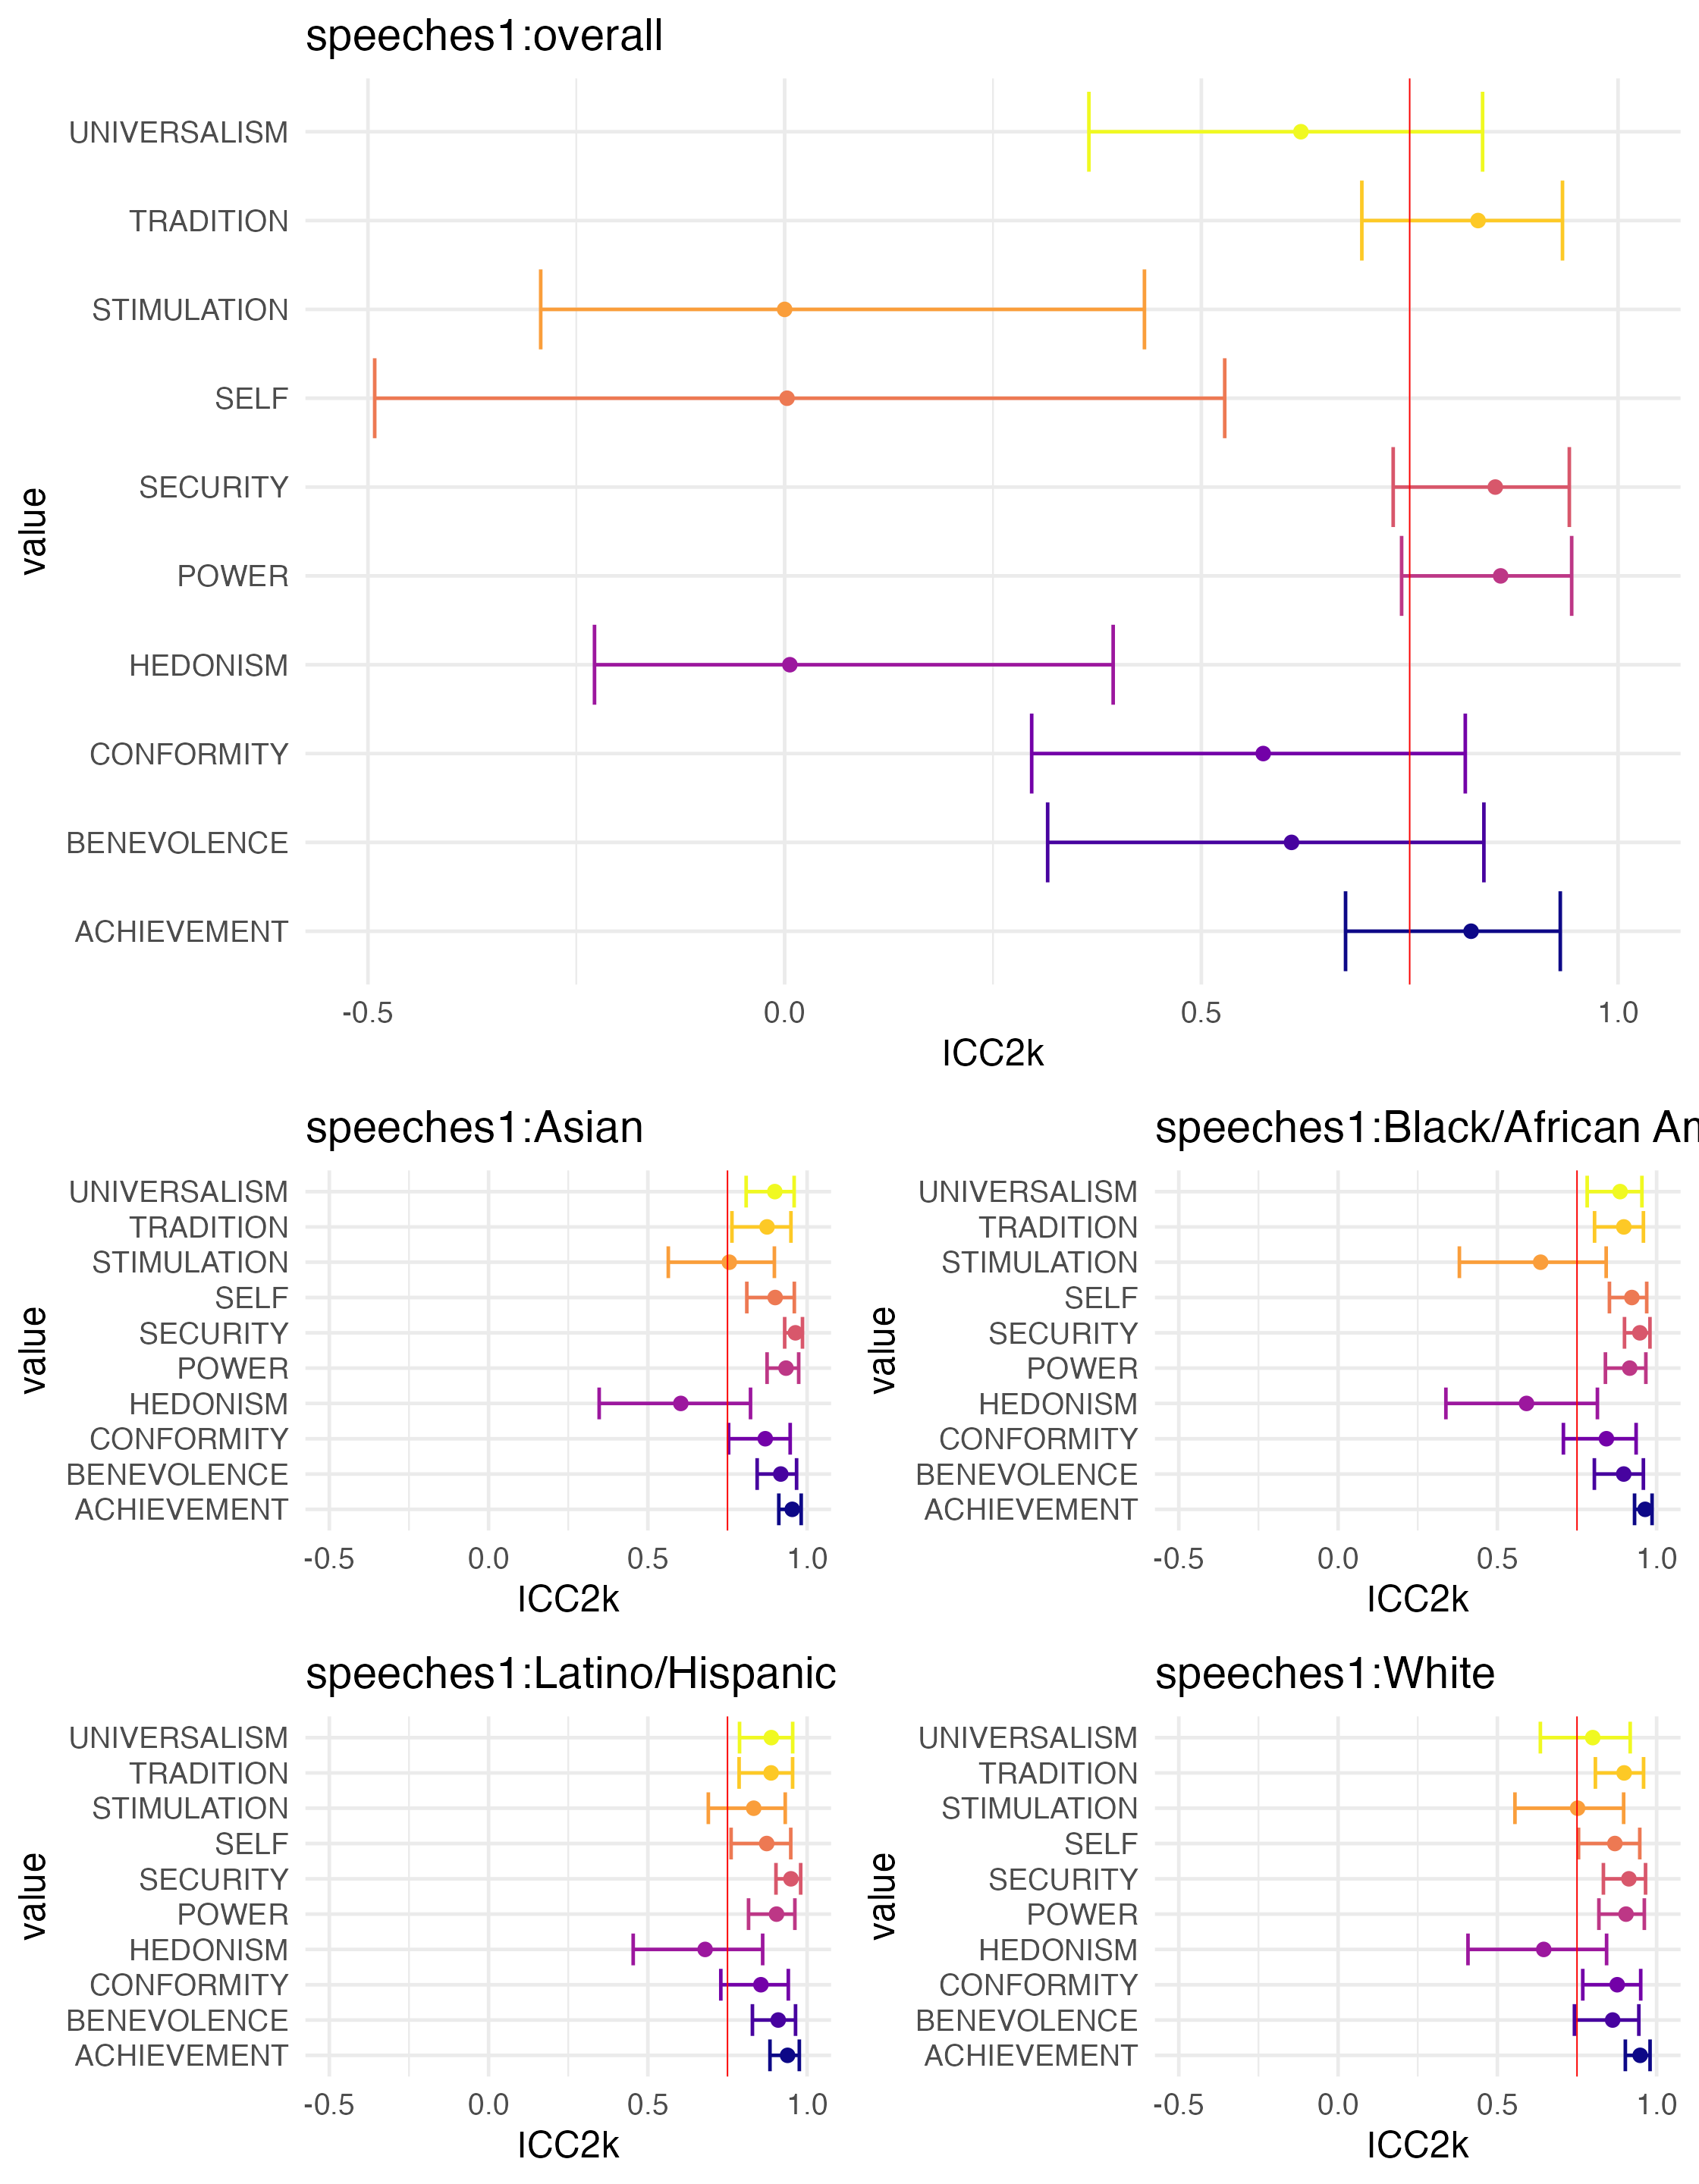 speeches1:overall
value
UNIVERSALISM
TRADITION
STIMULATION
SELF
SECURITY
POWER
HEDONISM
CONFORMITY
BENEVOLENCE
ACHIEVEMENT
-0.5 0.0 0.5 1.0
ICC2k
speeches1:Asian
value
UNIVERSALISM
TRADITION
STIMULATION
SELF
SECURITY
POWER
HEDONISM
CONFORMITY
BENEVOLENCE
ACHIEVEMENT
-0.5 0.0 0.5 1.0
ICC2k
speeches1:Black/African Am
value
UNIVERSALISM
TRADITION
STIMULATION
SELF
SECURITY
POWER
HEDONISM
CONFORMITY
BENEVOLENCE
ACHIEVEMENT
-0.5 0.0 0.5 1.0
ICC2k
speeches1:Latino/Hispanic
value
UNIVERSALISM
TRADITION
STIMULATION
SELF
SECURITY
POWER
HEDONISM
CONFORMITY
BENEVOLENCE
ACHIEVEMENT
-0.5 0.0 0.5 1.0
ICC2k
speeches1:White
value
UNIVERSALISM
TRADITION
STIMULATION
SELF
SECURITY
POWER
HEDONISM
CONFORMITY
BENEVOLENCE
ACHIEVEMENT
-0.5 0.0 0.5 1.0
ICC2k